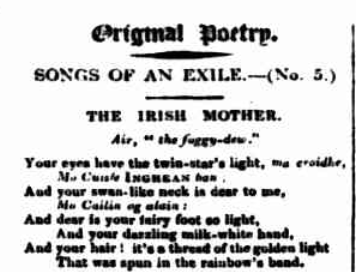 Original Poetry.
SONGS OF AN EXILE.—(No. 5.)
THE IRISH MOTHER.
Air, "the foggy-dew."
Your eyes have the twin-star's light, ma croidhe,
Mo Cuisle INGHEAN ban;
And your swan-like neck is dear to me,
Mo Cailin og alain:
And dear is your fairy foot so light,
And your dazzling milk-white hand,
And your hair! it's a thread of the golden light
That was spun in the rainbow's band.